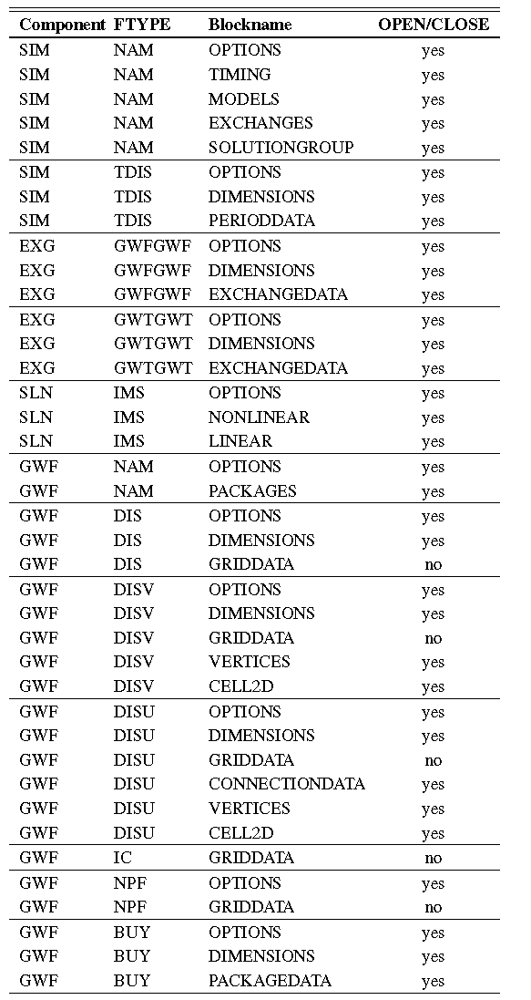 Component FTYPE Blockname OPEN/CLOSE
SIM NAM OPTIONS yes
SIM NAM TIMING yes
SIM NAM MODELS yes
SIM NAM EXCHANGES yes
SIM NAM SOLUTIONGROUP yes
SIM TDIS OPTIONS yes
SIM TDIS DIMENSIONS yes
SIM TDIS PERIODDATA yes
EXG GWFGWF OPTIONS yes
EXG GWFGWF DIMENSIONS yes
EXG GWFGWF EXCHANGEDATA yes
EXG GWTGWT OPTIONS yes
EXG GWTGWT DIMENSIONS yes
EXG GWTGWT EXCHANGEDATA yes
SLN IMS OPTIONS yes
SLN IMS NONLINEAR yes
SLN IMS LINEAR yes
GWF NAM OPTIONS yes
GWF NAM PACKAGES yes
GWF DIS OPTIONS yes
GWF DIS DIMENSIONS yes
GWF DIS GRIDDATA no
GWF DISV OPTIONS yes
GWF DISV DIMENSIONS yes
GWF DISV GRIDDATA no
GWF DISV VERTICES yes
GWF DISV CELL2D yes
GWF DISU OPTIONS yes
GWF DISU DIMENSIONS yes
GWF DISU GRIDDATA no
GWF DISU CONNECTIONDATA yes
GWF DISU VERTICES yes
GWF DISU CELL2D yes
GWF IC GRIDDATA no
GWF NPF OPTIONS yes
GWF NPF GRIDDATA no
GWF BUY OPTIONS yes
GWF BUY DIMENSIONS yes
GWF BUY PACKAGEDATA yes